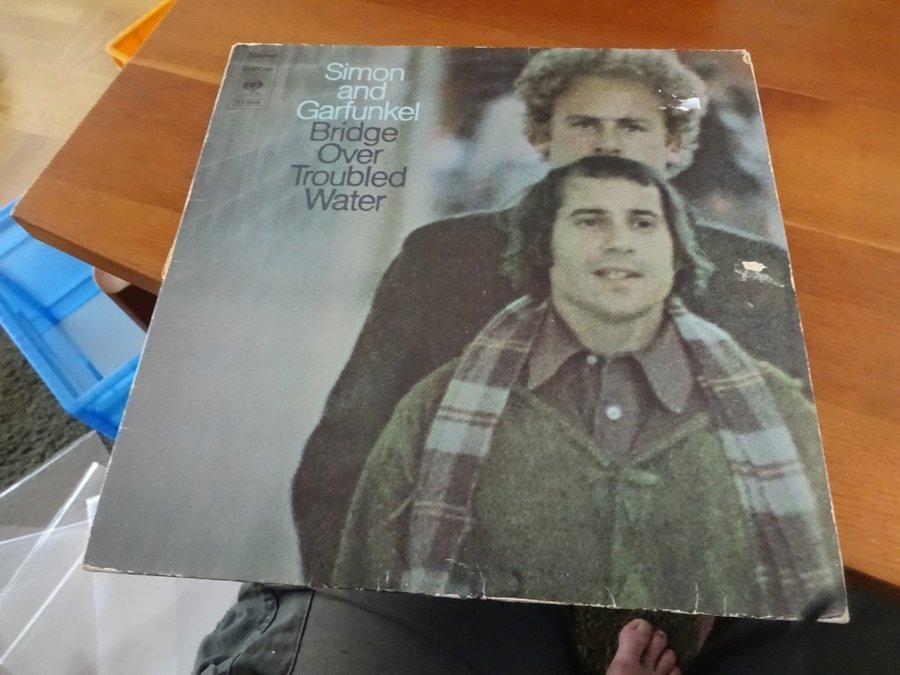 Simon
and
Garfunkel
Bridge
Over
Troubled
Water